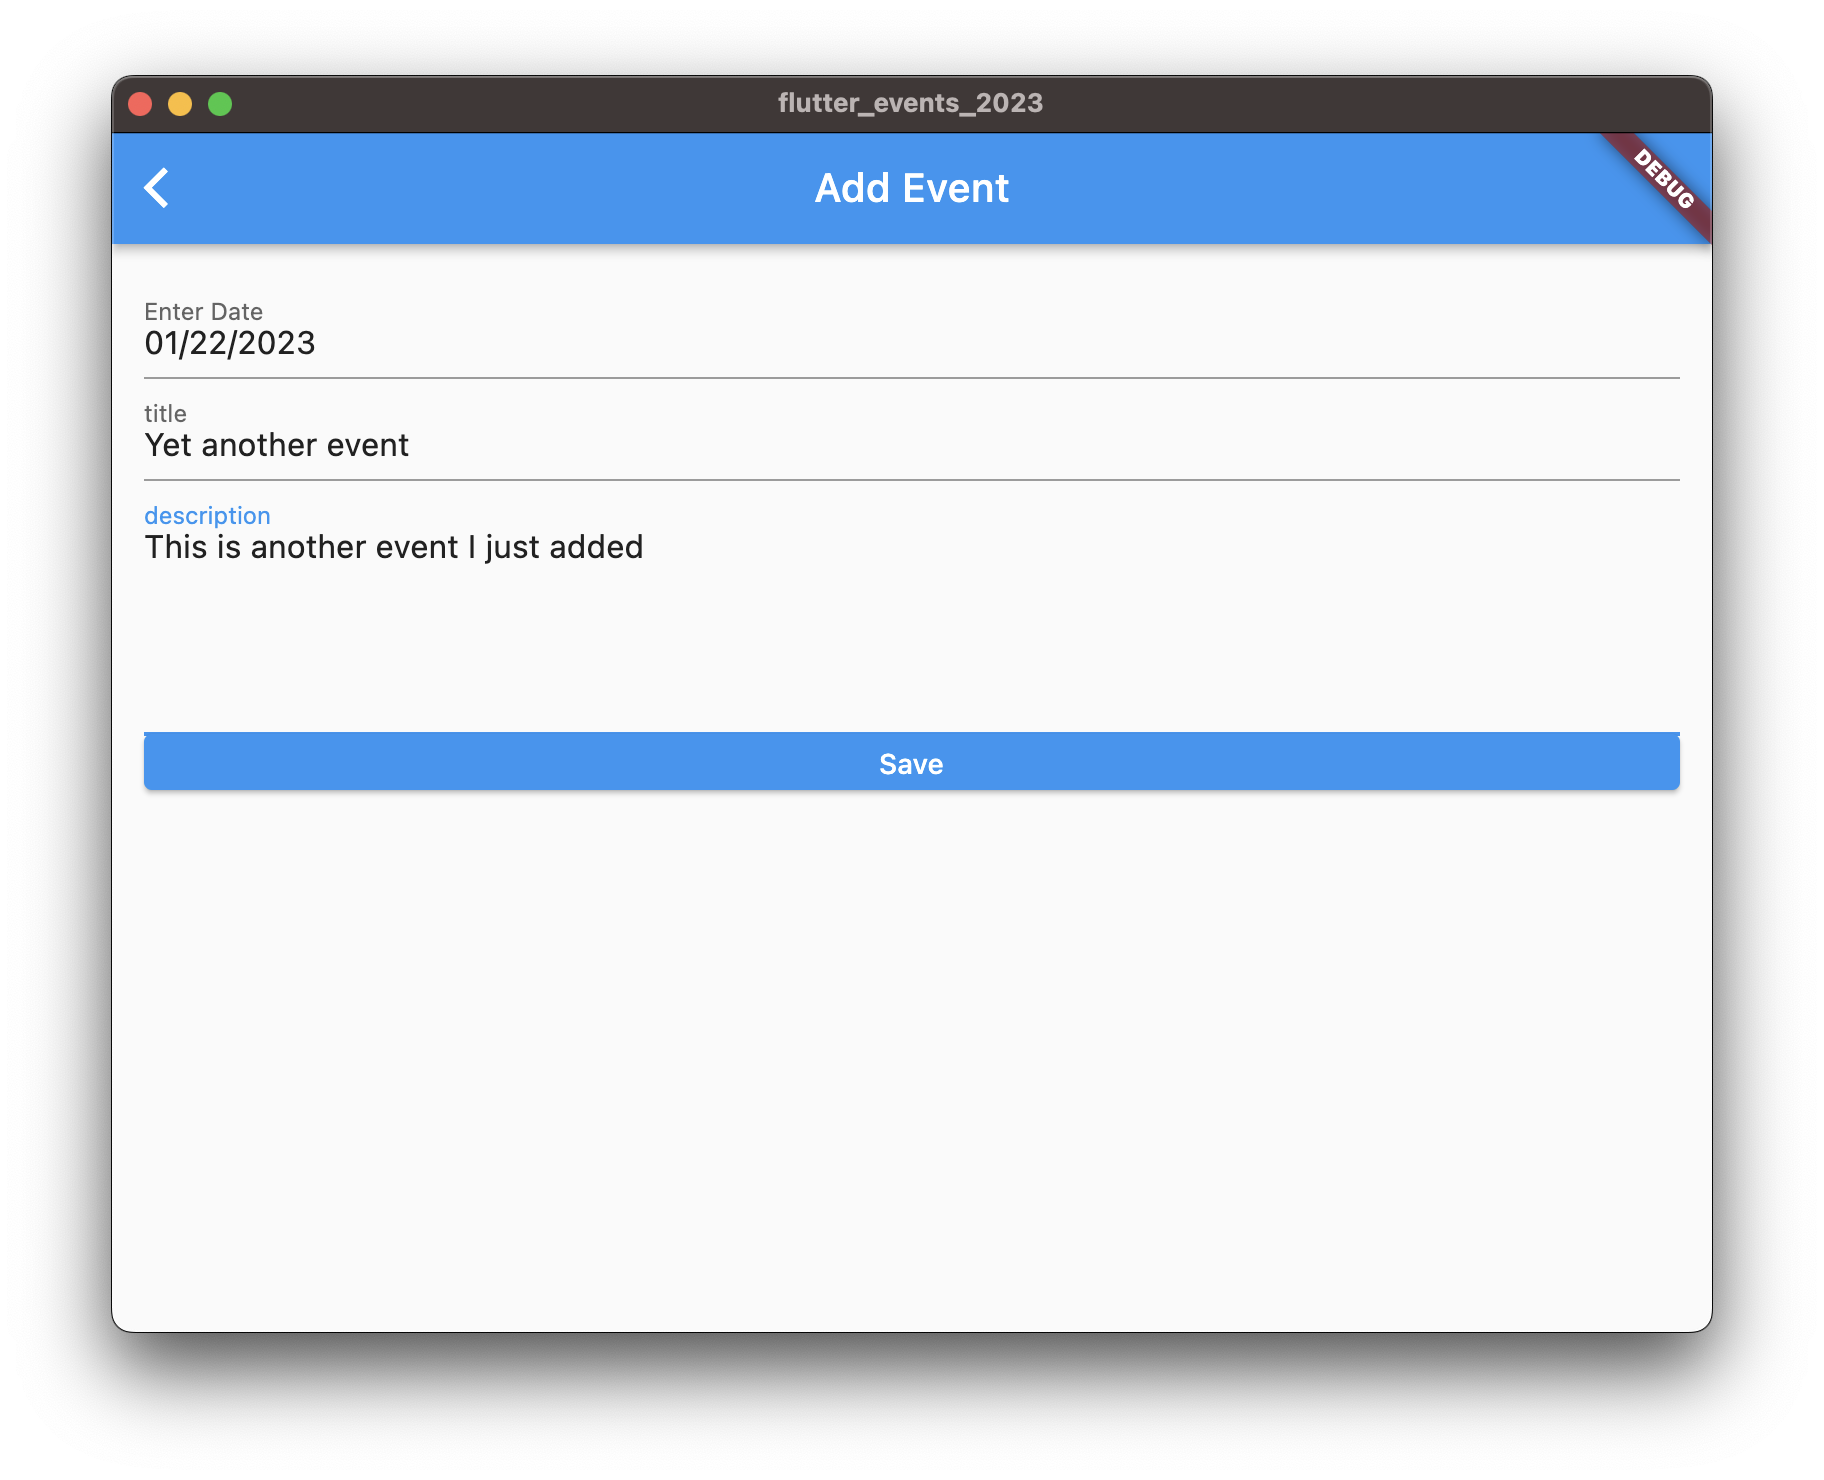 flutter_events_2023
Add Event
DEBUG
Enter Date
01/22/2023
title
Yet another event
description
This is another event I just added
Save